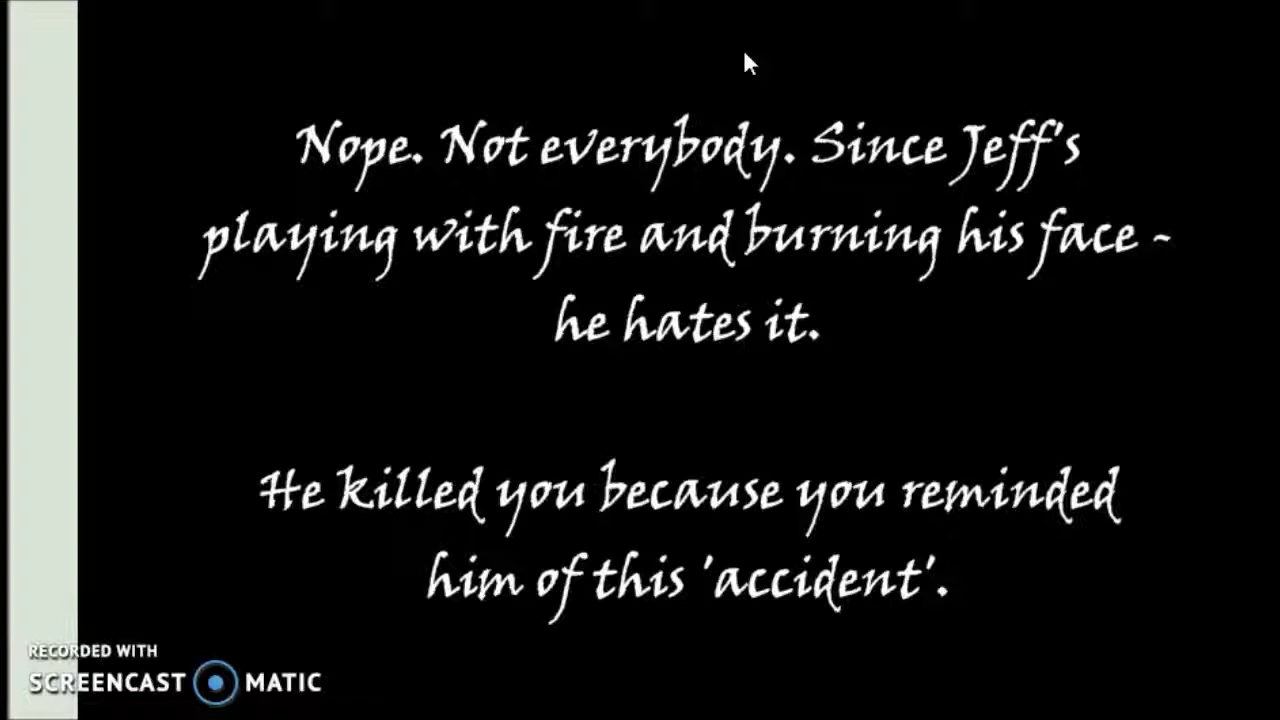 Nope. Not everybody. Since Jeff's
playing with fire and burning his face -
he hates it.
He killed you because you reminded
him of this 'accident'.
RECORDED WITH
SCREENCAST MATIC